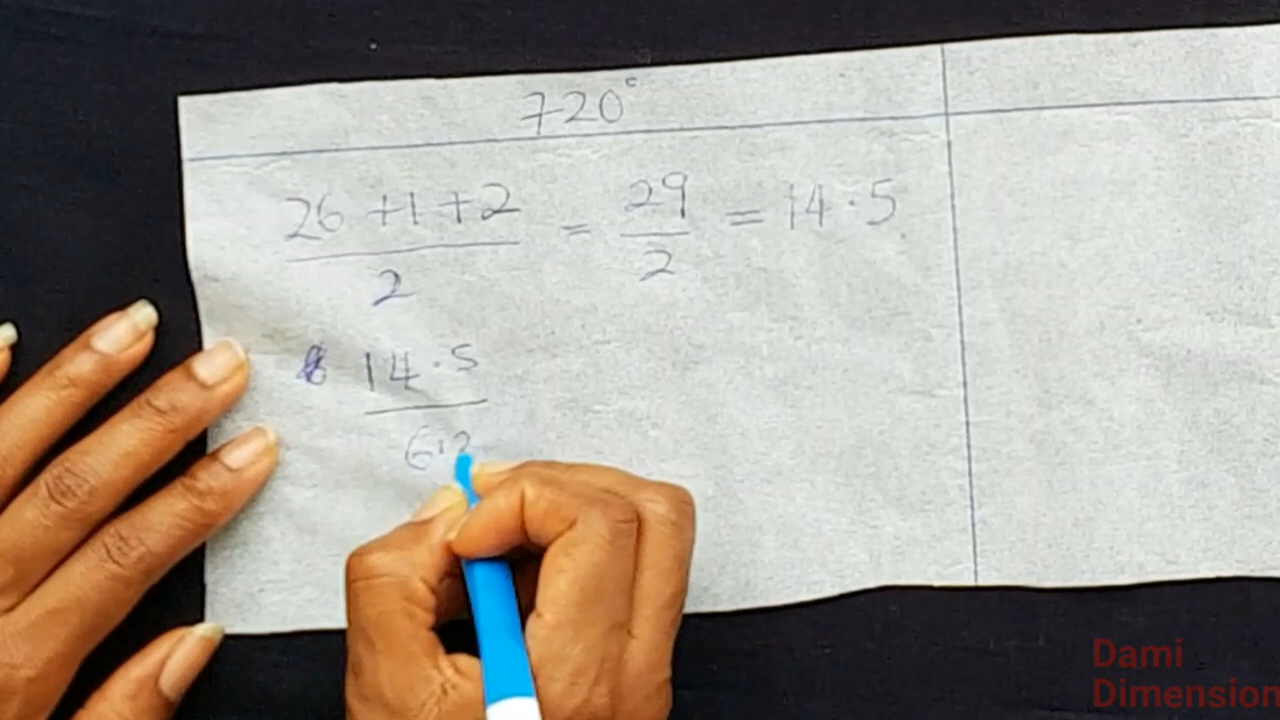 720°
26 +1 +2 / 2 = 29 / 2 = 14.5
14.5 / 6.2
Dami
Dimension